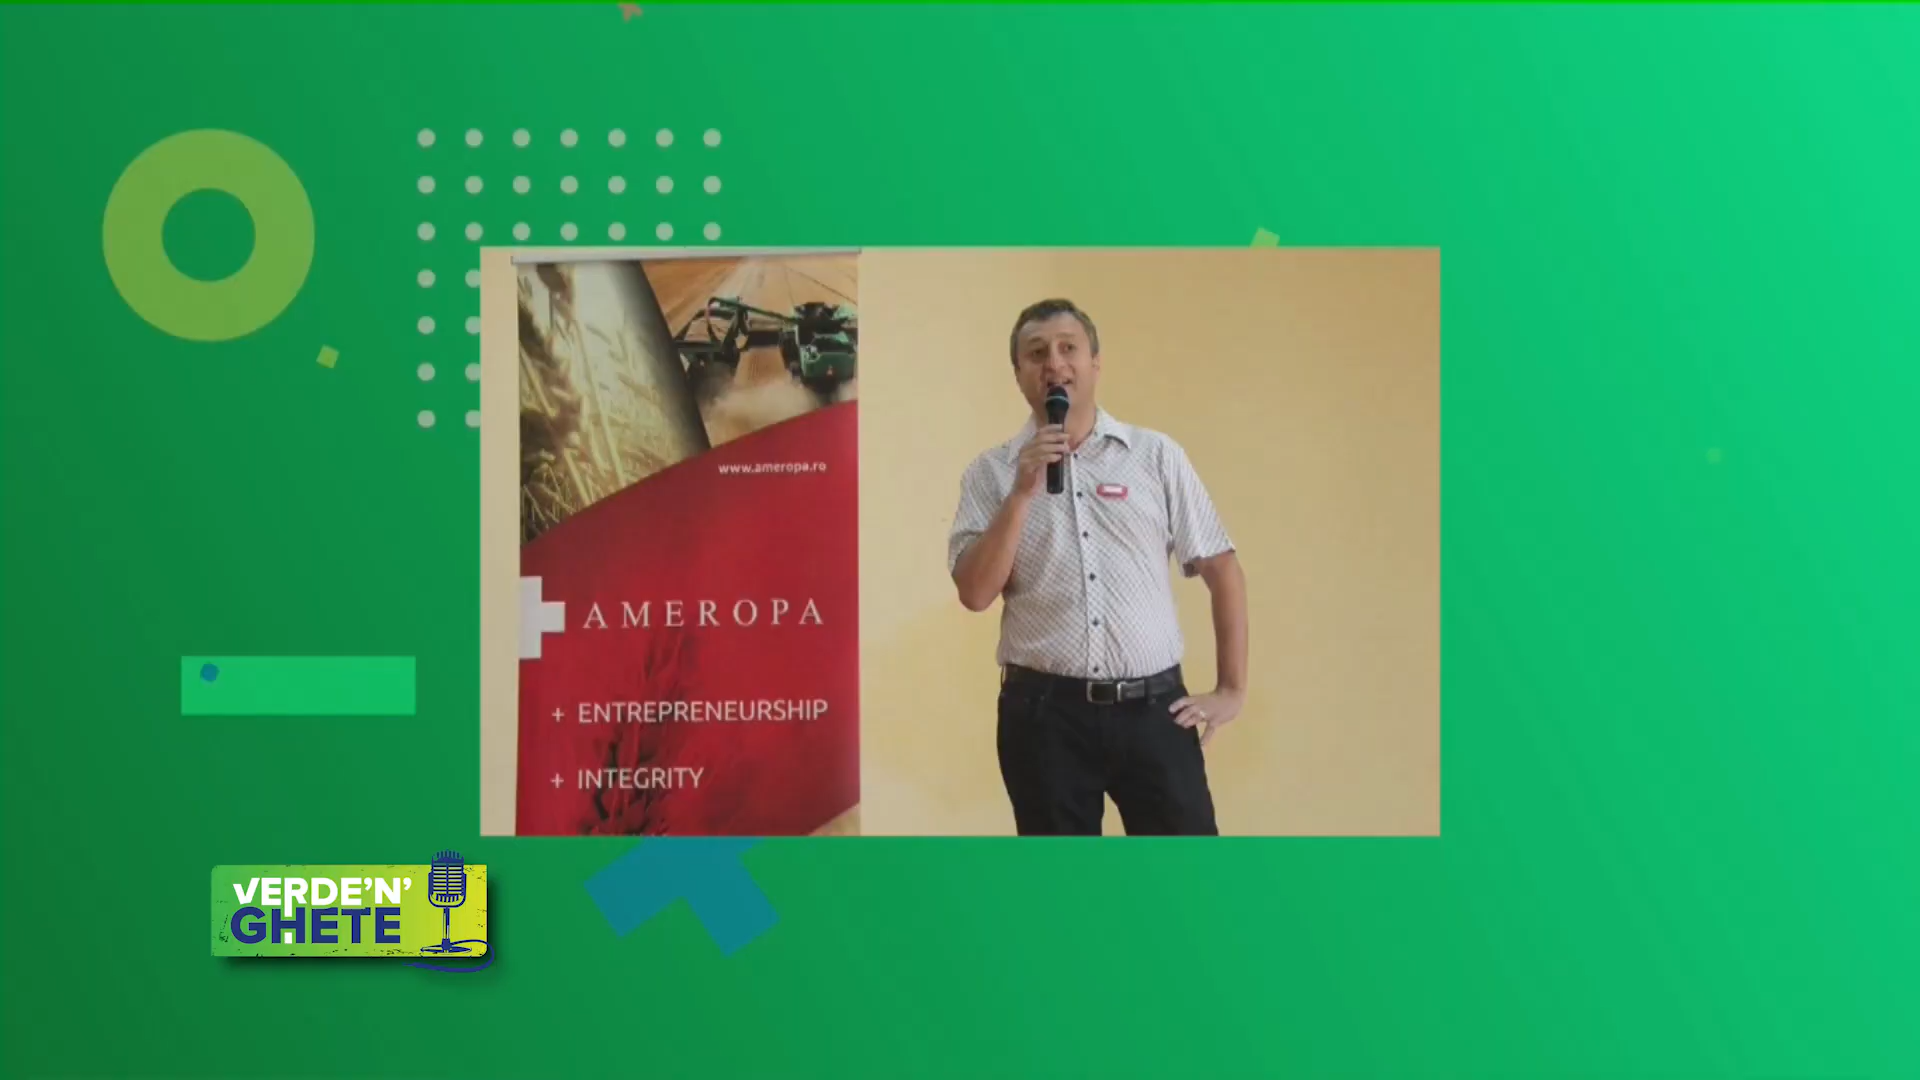 www.ameropa.ro
AMEROPA
+ ENTREPRENEURSHIP
+ INTEGRITY
VERDE'N'
GHETE